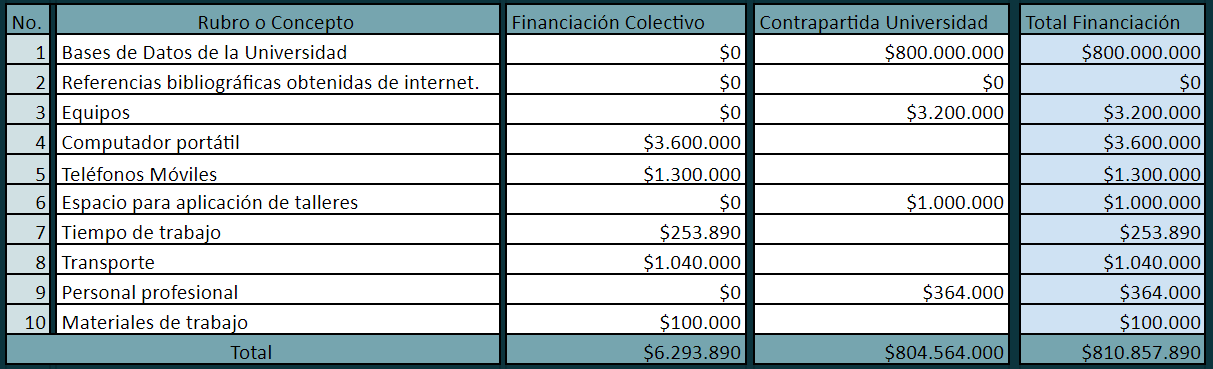 No. Rubro o Concepto Financiación Colectivo Contrapartida Universidad Total Financiación
1 Bases de Datos de la Universidad $0 $800.000.000 $800.000.000
2 Referencias bibliográficas obtenidas de internet. $0 $0 $0
3 Equipos $0 $3.200.000 $3.200.000
4 Computador portátil $3.600.000 $3.600.000
5 Teléfonos Móviles $1.300.000 $1.300.000
6 Espacio para aplicación de talleres $0 $1.000.000 $1.000.000
7 Tiempo de trabajo $253.890 $253.890
8 Transporte $1.040.000 $1.040.000
9 Personal profesional $0 $364.000 $364.000
10 Materiales de trabajo $100.000 $100.000
Total $6.293.890 $804.564.000 $810.857.890